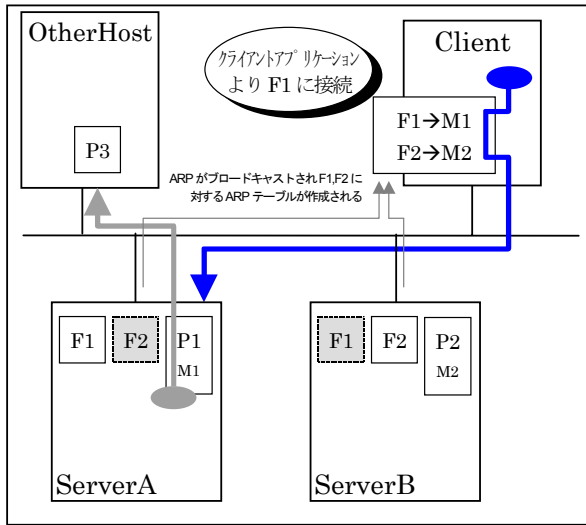 OtherHost
P3
クライアントアプリケーション
より F1 に接続
Client
F1→M1
F2→M2
ARP がブロードキャストされ F1,F2 に
対する ARP テーブルが作成される
F1
F2
P1
M1
ServerA
F1
F2
P2
M2
ServerB